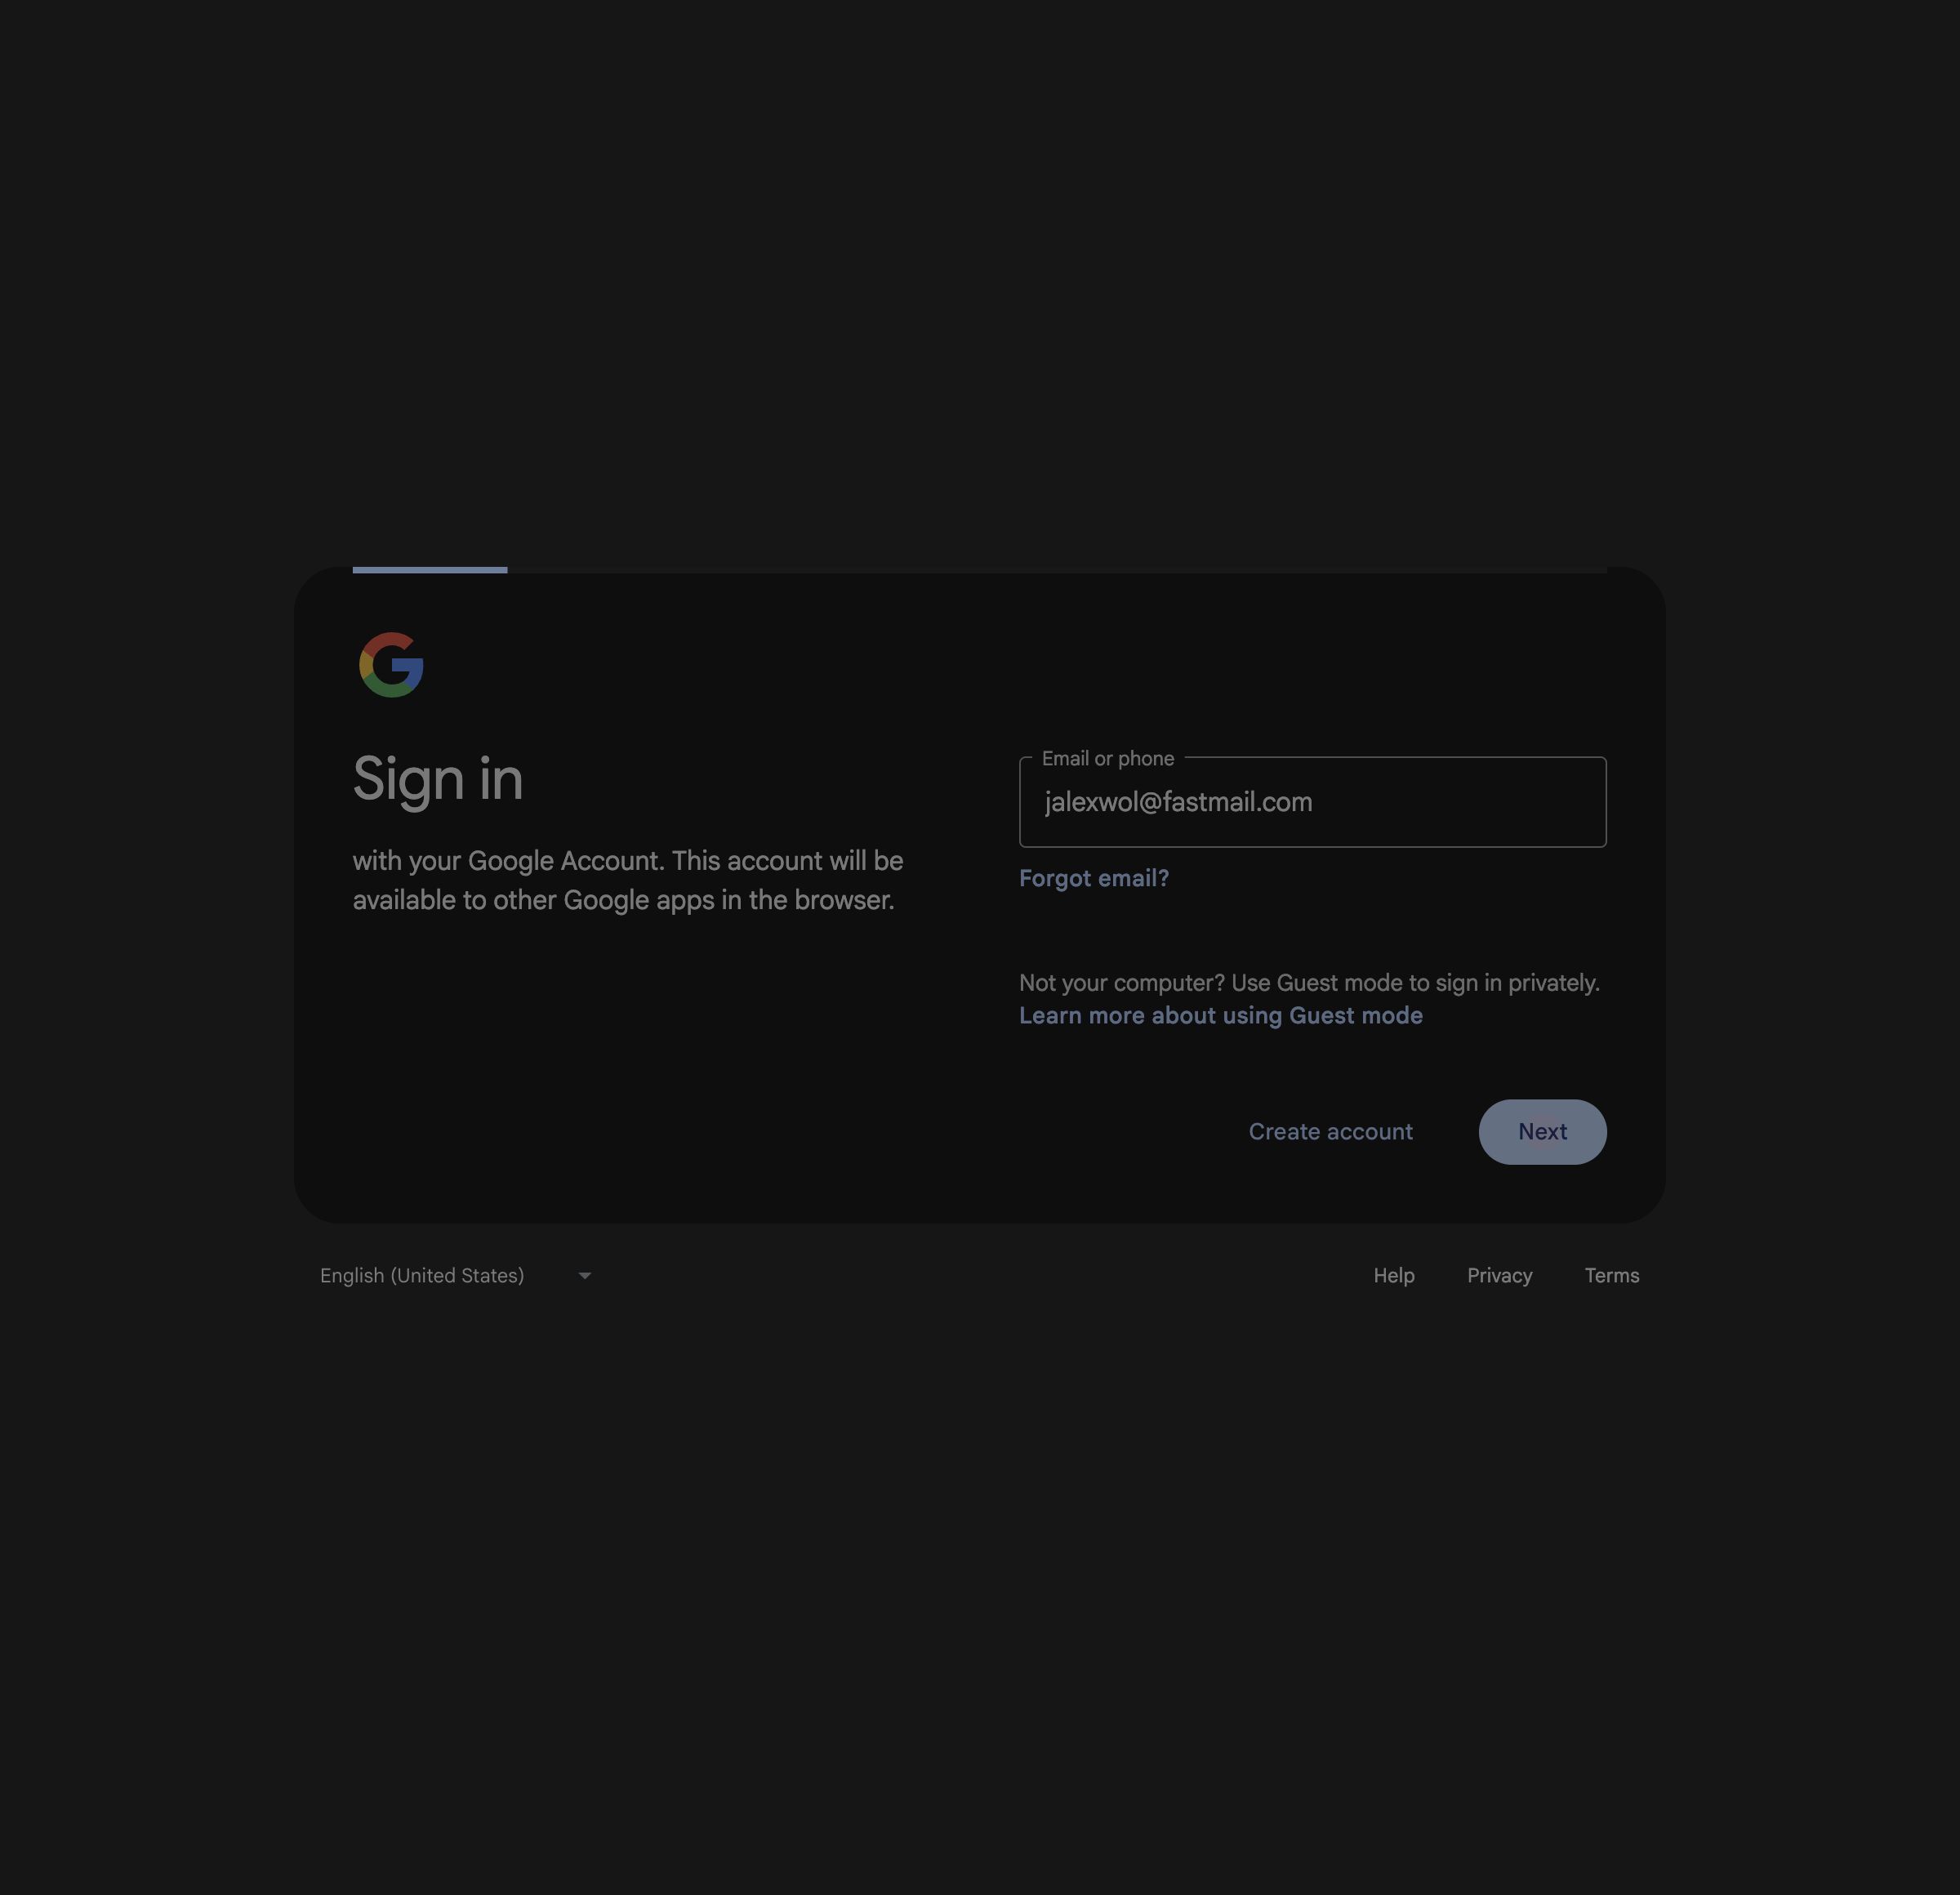 Sign in
with your Google Account. This account will be
available to other Google apps in the browser.
Email or phone
jalexwol@fastmail.com
Forgot email?
Not your computer? Use Guest mode to sign in privately.
Learn more about using Guest mode
Create account
Next
English (United States)
Help
Privacy
Terms